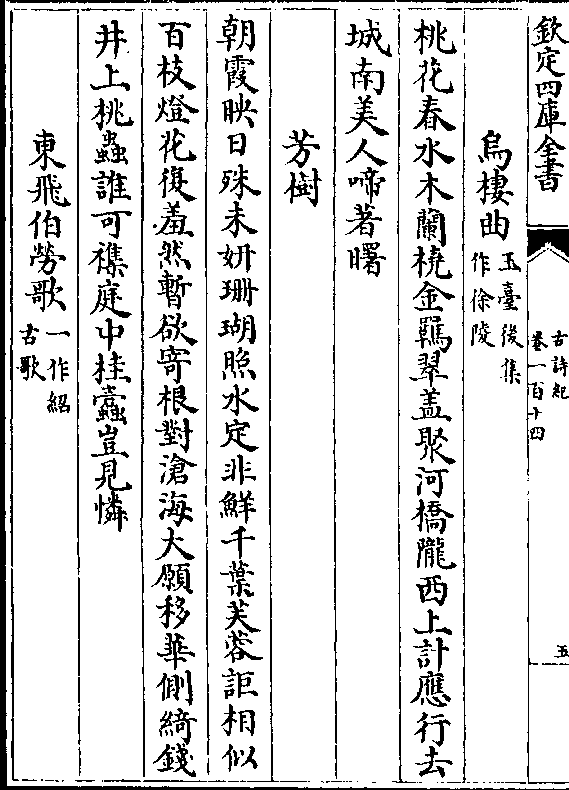 欽定四庫全書
古詩紀
卷一百十四
五
烏棲曲
玉臺後集
作徐陵
桃花春水木蘭橈金羈翠盖聚河橋隴西上計應行去
城南美人啼著曙
芳樹
朝霞映日殊未妍珊瑚照水定非鮮千葉芙蓉詎相似
百枝燈花復羞然暫欲寄根對滄海大願移華側綺錢
井上桃蟲誰可襍庭中桂蠧豈見憐
東飛伯勞歌
一作紹
古歌